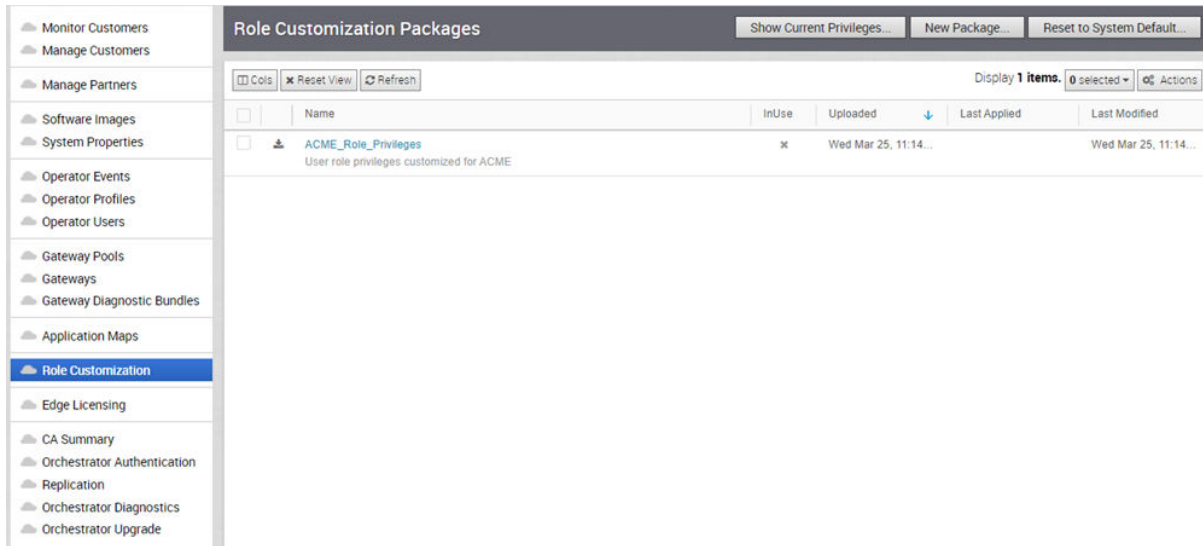 Monitor Customers
Manage Customers
Manage Partners
Software Images
System Properties
Operator Events
Operator Profiles
Operator Users
Gateway Pools
Gateways
Gateway Diagnostic Bundles
Application Maps
Role Customization
Edge Licensing
CA Summary
Orchestrator Authentication
Replication
Orchestrator Diagnostics
Orchestrator Upgrade
Role Customization Packages Show Current Privileges... New Package... Reset to System Default...
Cols Reset View Refresh Display 1 items. 0 selected Actions
Name InUse Uploaded Last Applied Last Modified
ACME_Role_Privileges Wed Mar 25, 11:14... Wed Mar 25, 11:14...
User role privileges customized for ACME